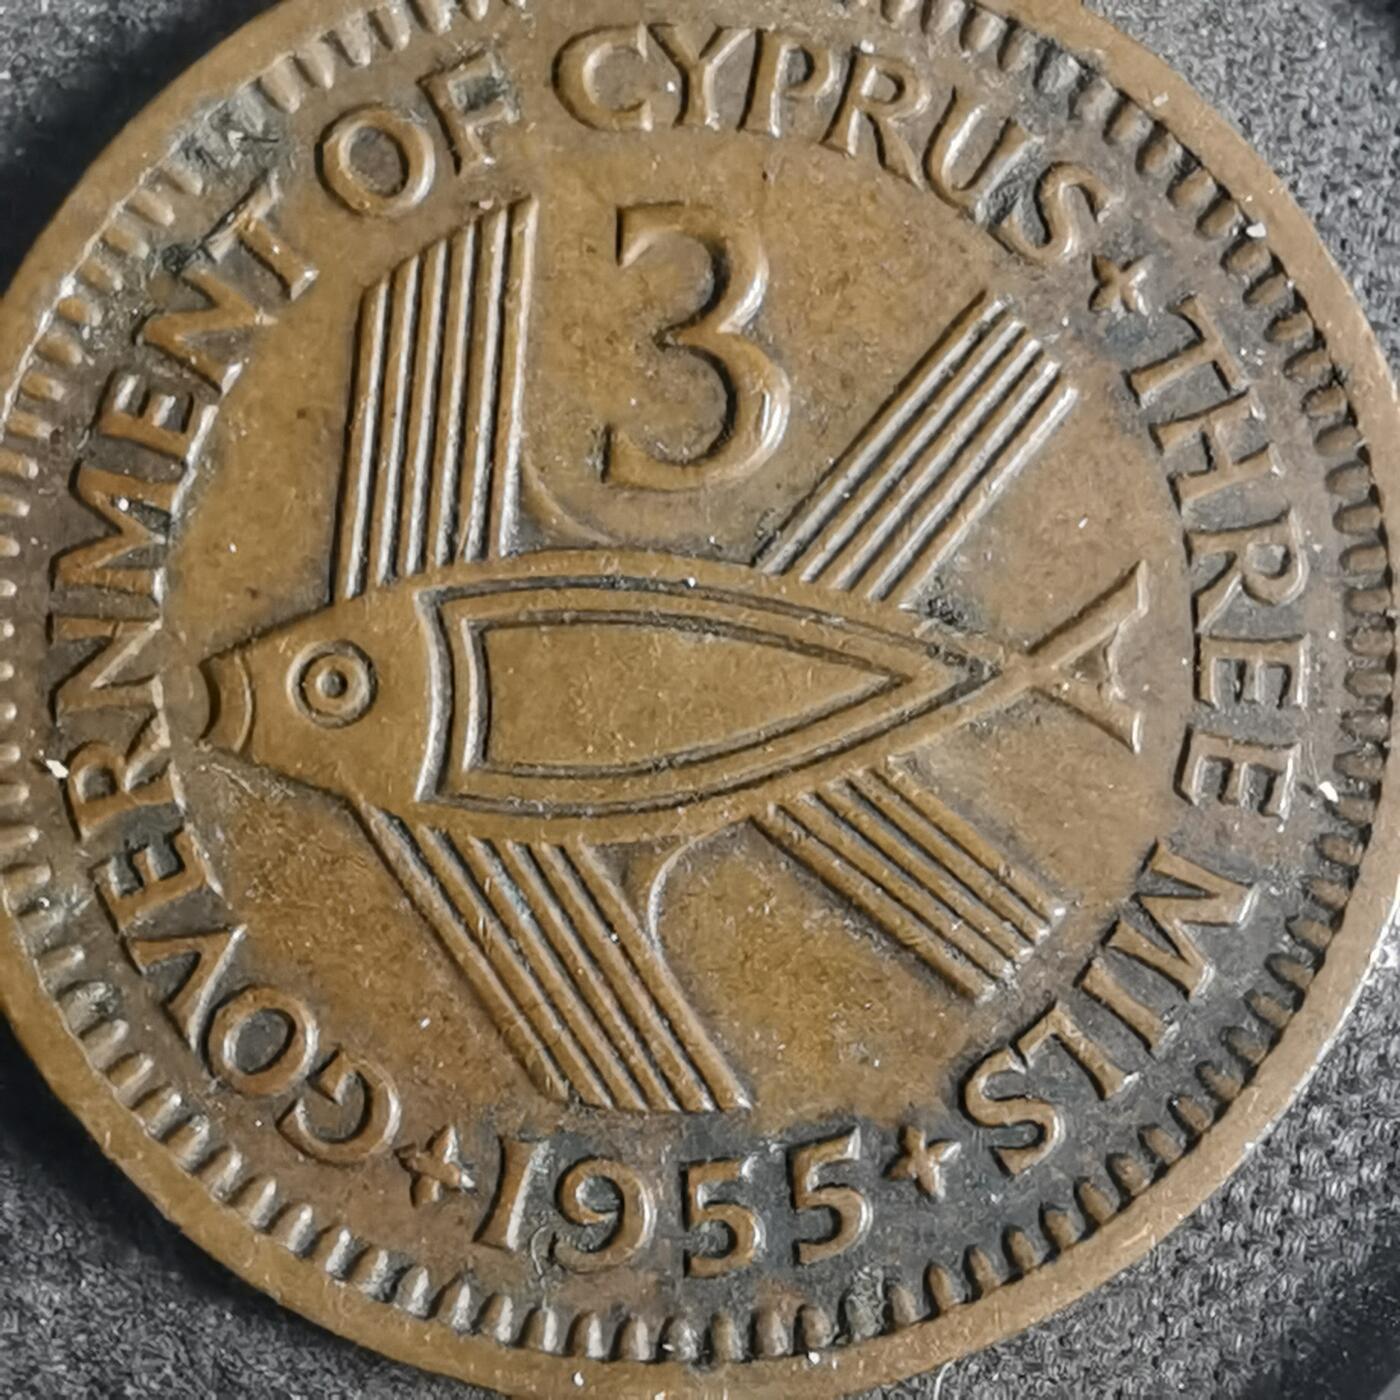 GOVERNMENT OF CYPRUS
THREE MILS
1955
3